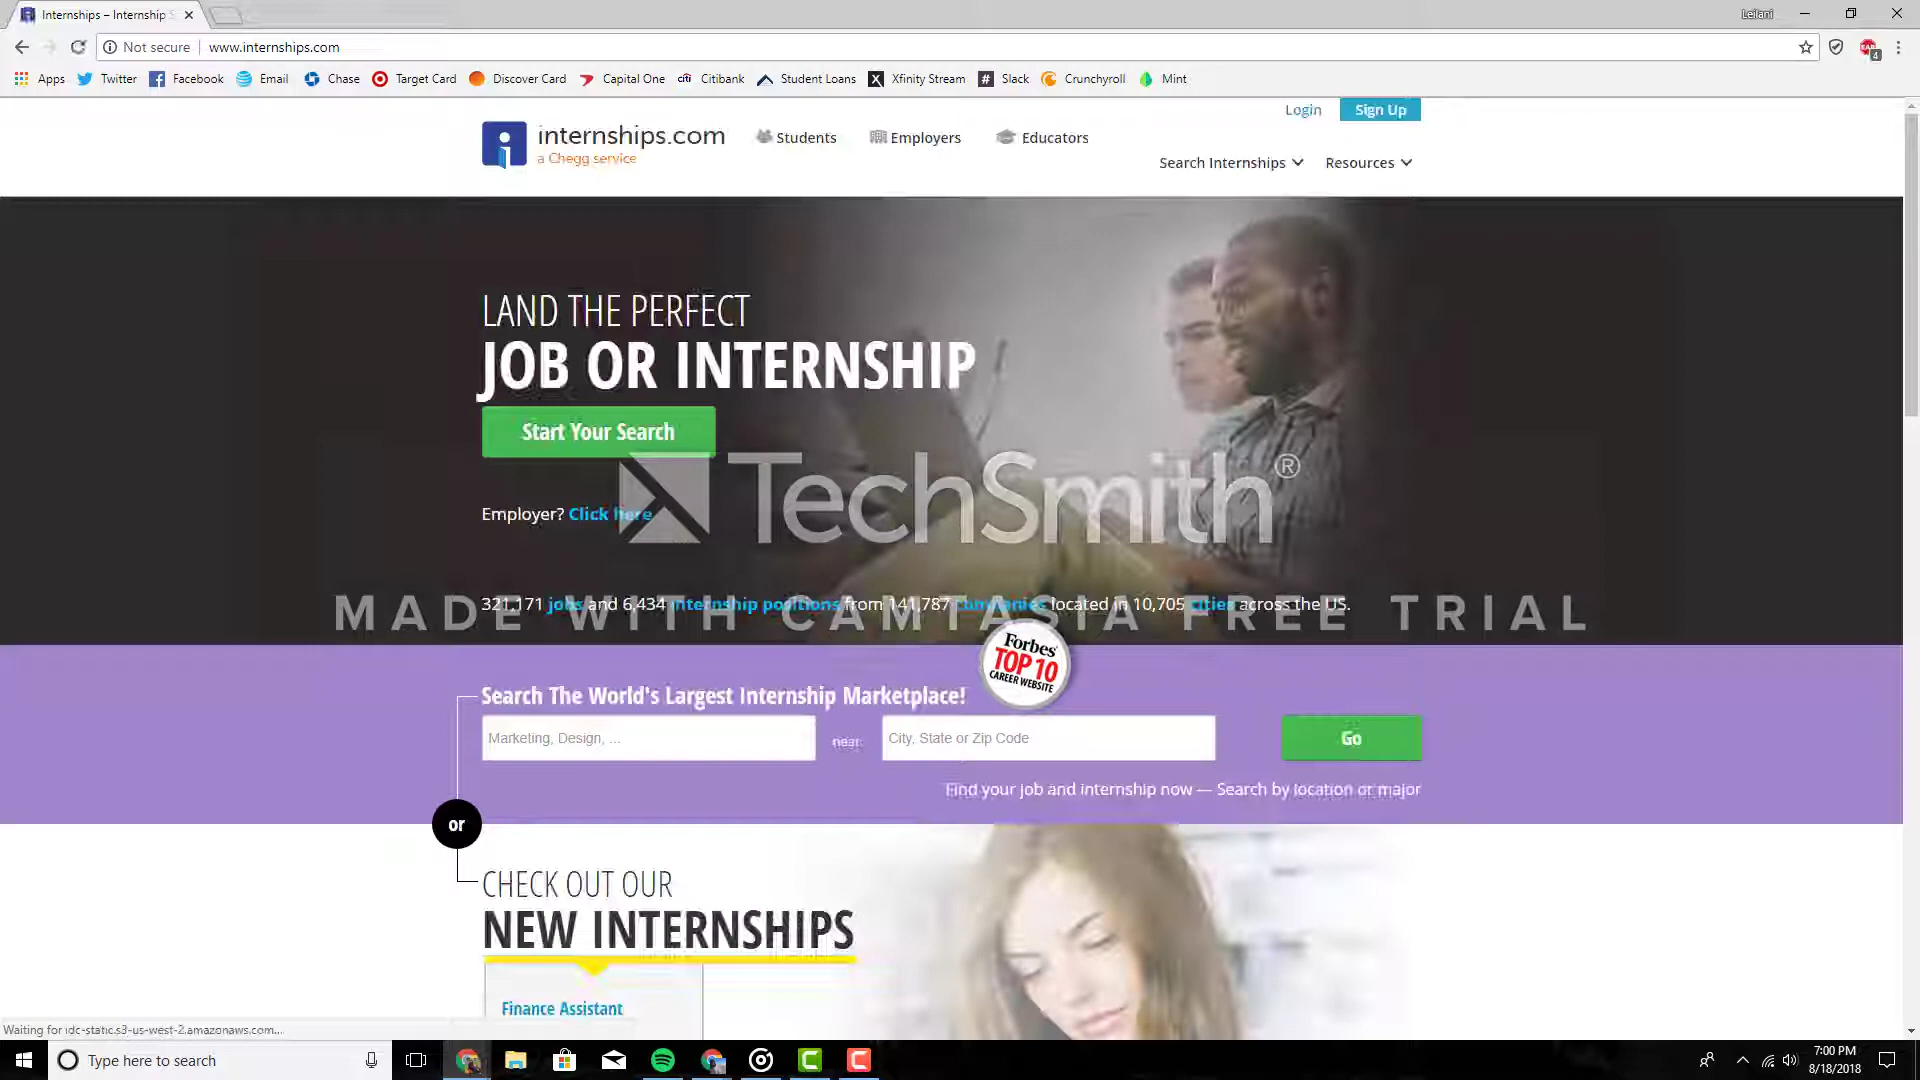 Internships – Internship S
Leilani
Not secure
www.internships.com
4
Apps
Twitter
Facebook
Email
Chase
Target Card
Discover Card
Capital One
citi
Citibank
Student Loans
Xfinity Stream
Slack
Crunchyroll
Mint
Login
Sign Up
internships.com
a Chegg service
Students
Employers
Educators
Search Internships
Resources
LAND THE PERFECT
JOB OR INTERNSHIP
Start Your Search
TechSmith®
Employer? Click here.
321,171 jobs and 6,434 internship positions from 141,787 companies located in 10,705 cities across the US.
MADE WITH CAMTASIA FREE TRIAL
Forbes
TOP 10
CAREER WEBSITE
Search The World's Largest Internship Marketplace!
Marketing, Design, ...
near:
City, State or Zip Code
Go
Find your job and internship now — Search by location or major
or
CHECK OUT OUR
NEW INTERNSHIPS
Finance Assistant
Waiting for idc-static.s3-us-west-2.amazonaws.com...
Type here to search
7:00 PM
8/18/2018